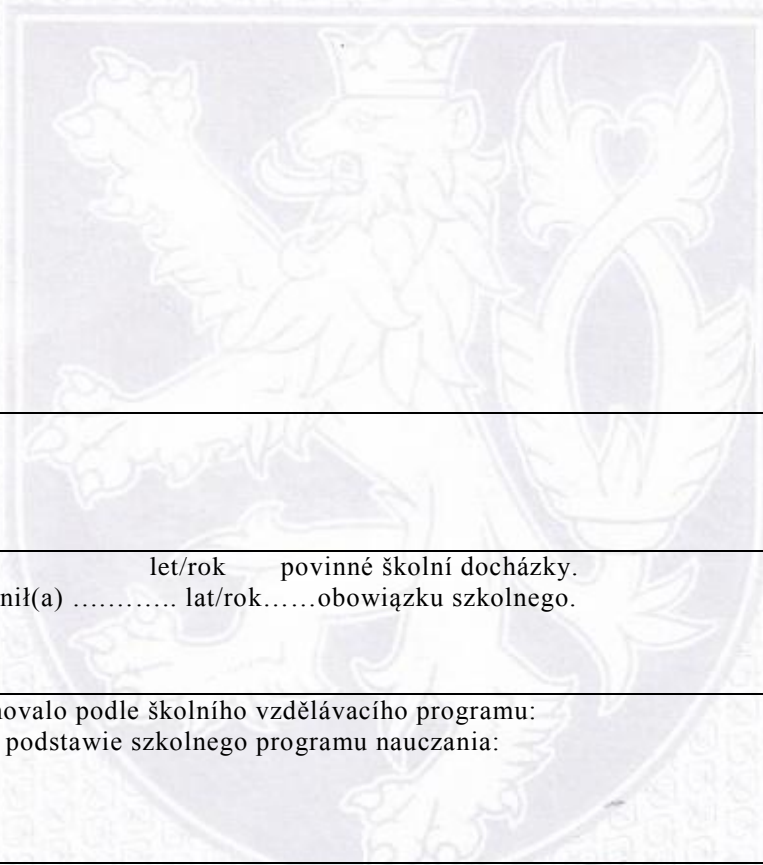 let/rok povinné školní docházky.
nił(a) ………… lat/rok……obowiązku szkolnego.
novalo podle školního vzdělávacího programu:
podstawie szkolnego programu nauczania: